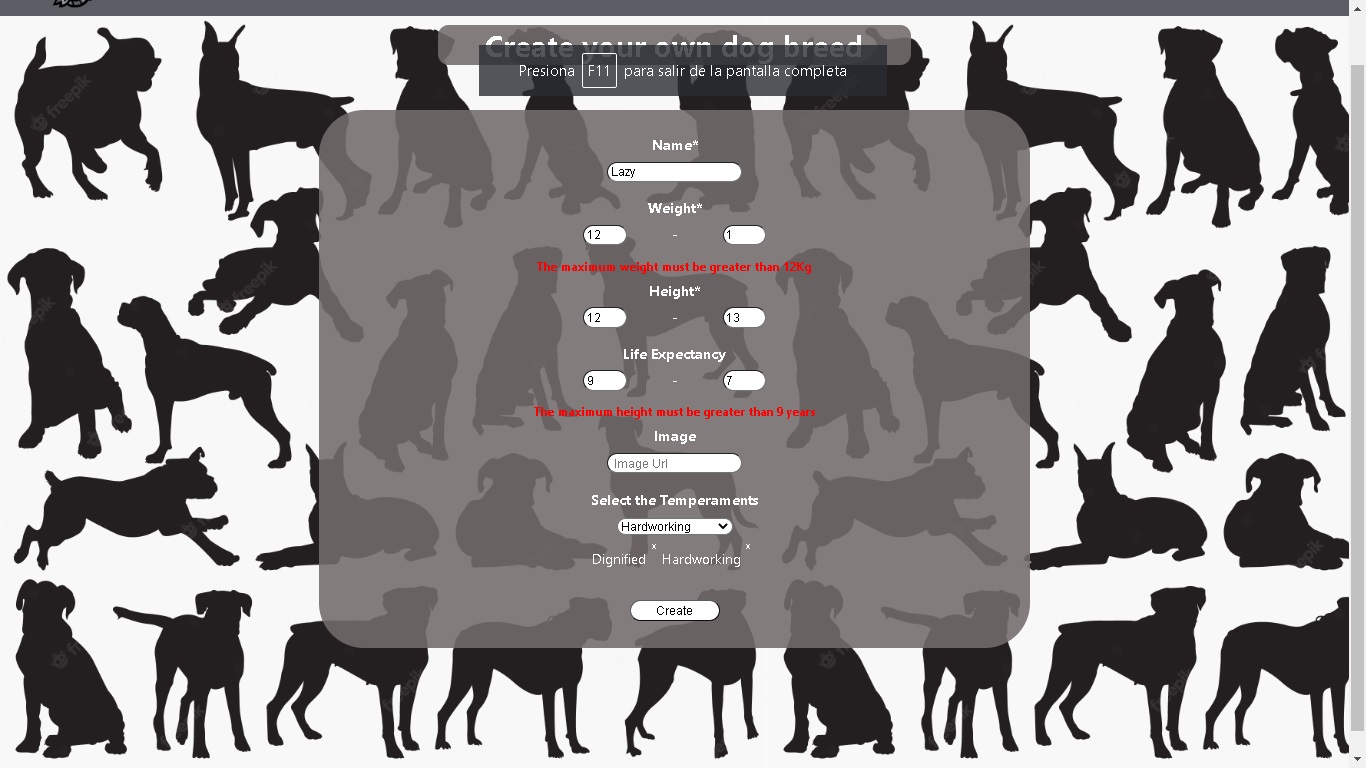 Create your own dog breed
Presiona F11 para salir de la pantalla completa
Name*
Lazy
Weight*
12 - 1
The maximum weight must be greater than 12Kg
Height*
12 - 13
Life Expectancy
9 - 7
The maximum height must be greater than 9 years
Image
Image Url
Select the Temperaments
Hardworking
Dignified x Hardworking x
Create
freepik